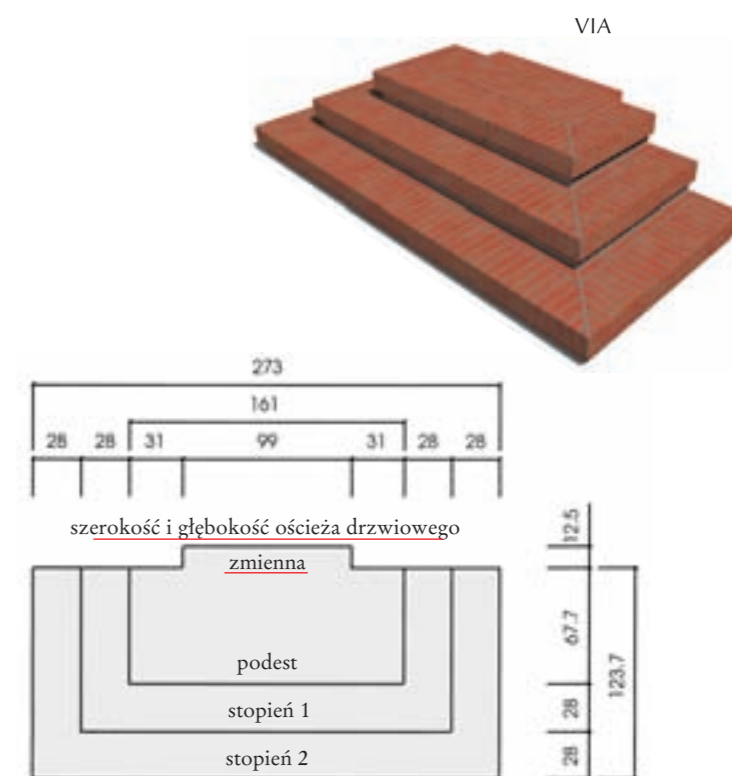 VIA
273
161
28 28 31 99 31 28 28
szerokość i głębokość ościeża drzwiowego
zmienna
12.5
67.7
123.7
podest
28
stopień 1
28
stopień 2